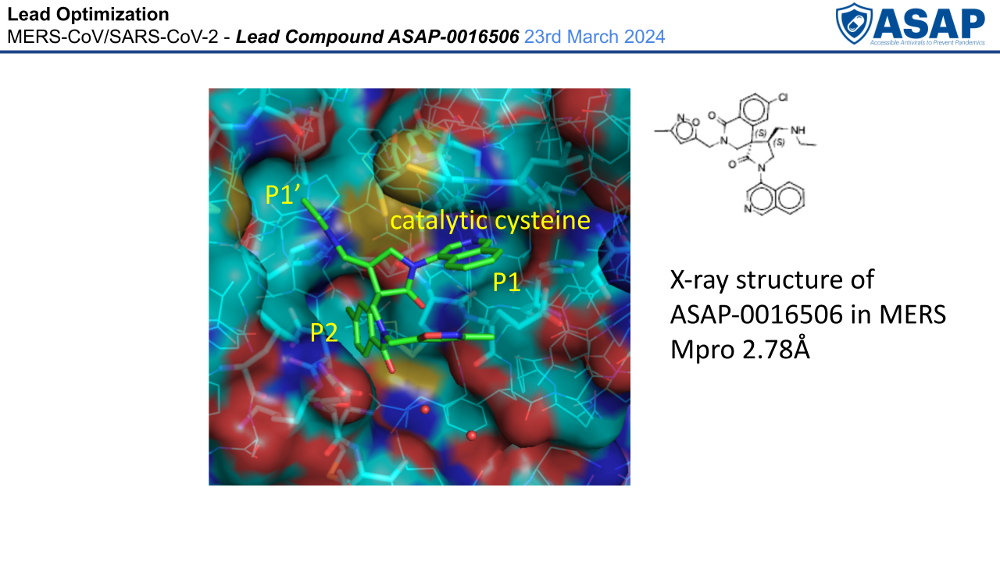 Lead Optimization
MERS-CoV/SARS-CoV-2 - Lead Compound ASAP-0016506 23rd March 2024
ASAP
Accessible Antivirals to Prevent Pandemics
P1’
catalytic cysteine
P1
P2
Cl
N
O
O
(S)
NH
N
(S)
O
N
N
X-ray structure of
ASAP-0016506 in MERS
Mpro 2.78Å